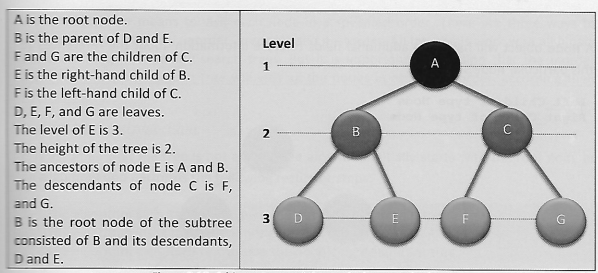 A is the root node.
B is the parent of D and E.
F and G are the children of C.
E is the right-hand child of B.
F is the left-hand child of C.
D, E, F, and G are leaves.
The level of E is 3.
The height of the tree is 2.
The ancestors of node E is A and B.
The descendants of node C is F,
and G.
B is the root node of the subtree
consisted of B and its descendants,
D and E.
Level
1
A
2
B
C
3
D
E
F
G